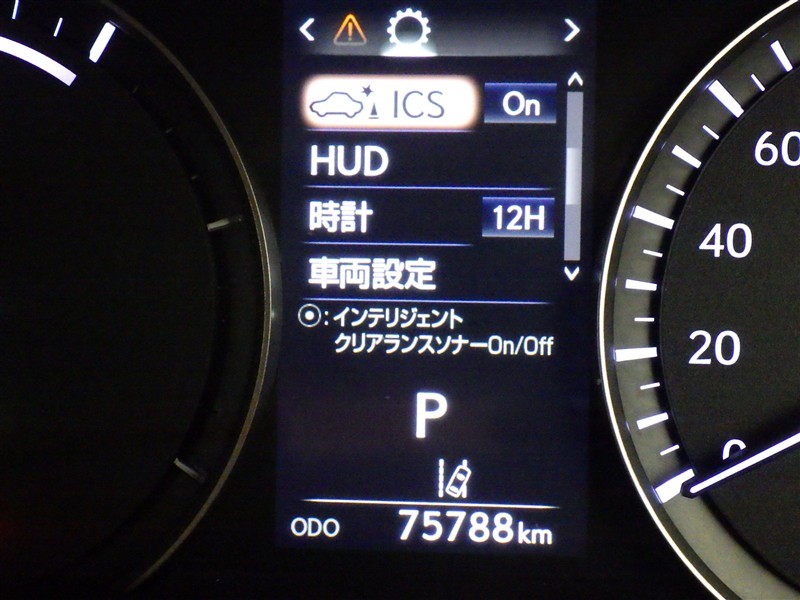 ICS On
HUD
時計 12H
車両設定
◉:インテリジェント
クリアランスソナーOn/Off
P
ODO 75788km
60
40
20
0